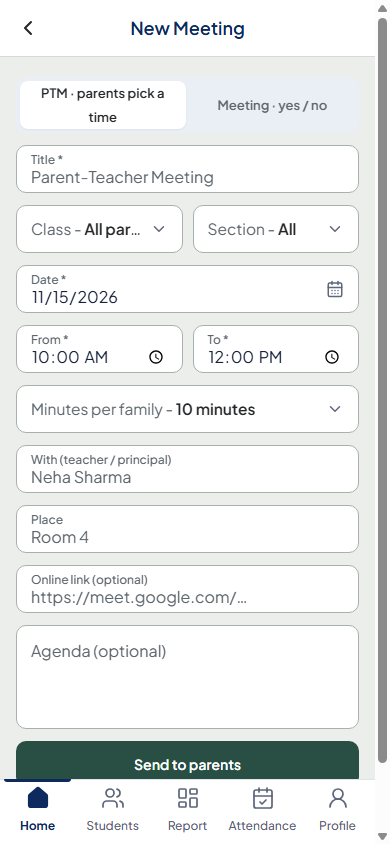 New Meeting
PTM · parents pick a
time
Meeting · yes / no
Title *
Parent-Teacher Meeting
Class - All par...
Section - All
Date *
11/15/2026
From *
10:00 AM
To *
12:00 PM
Minutes per family - 10 minutes
With (teacher / principal)
Neha Sharma
Place
Room 4
Online link (optional)
https://meet.google.com/...
Agenda (optional)
Send to parents
Home
Students
Report
Attendance
Profile